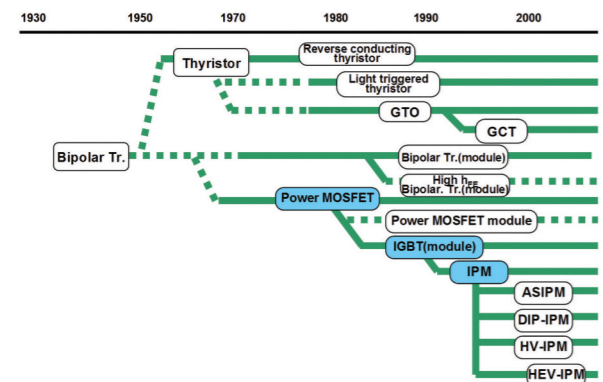 1930 1950 1970 1980 1990 2000
Reverse conducting
thyristor
Thyristor
Light triggered
thyristor
GTO
GCT
Bipolar Tr.
Bipolar Tr.(module)
High hFE
Bipolar. Tr.(module)
Power MOSFET
Power MOSFET module
IGBT(module)
IPM
ASIPM
DIP-IPM
HV-IPM
HEV-IPM